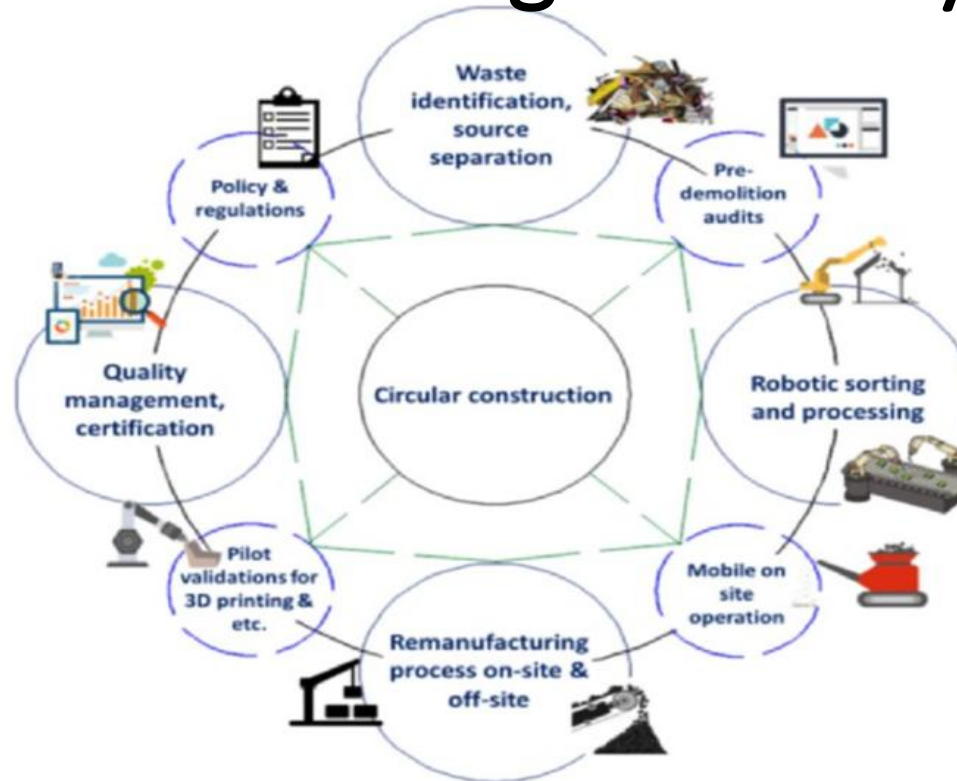 Waste
identification,
source
separation
Pre-
demolition
audits
Robotic sorting
and processing
Mobile on
site
operation
Remanufacturing
process on-site &
off-site
Pilot
validations for
3D printing &
etc.
Quality
management,
certification
Policy &
regulations
Circular construction